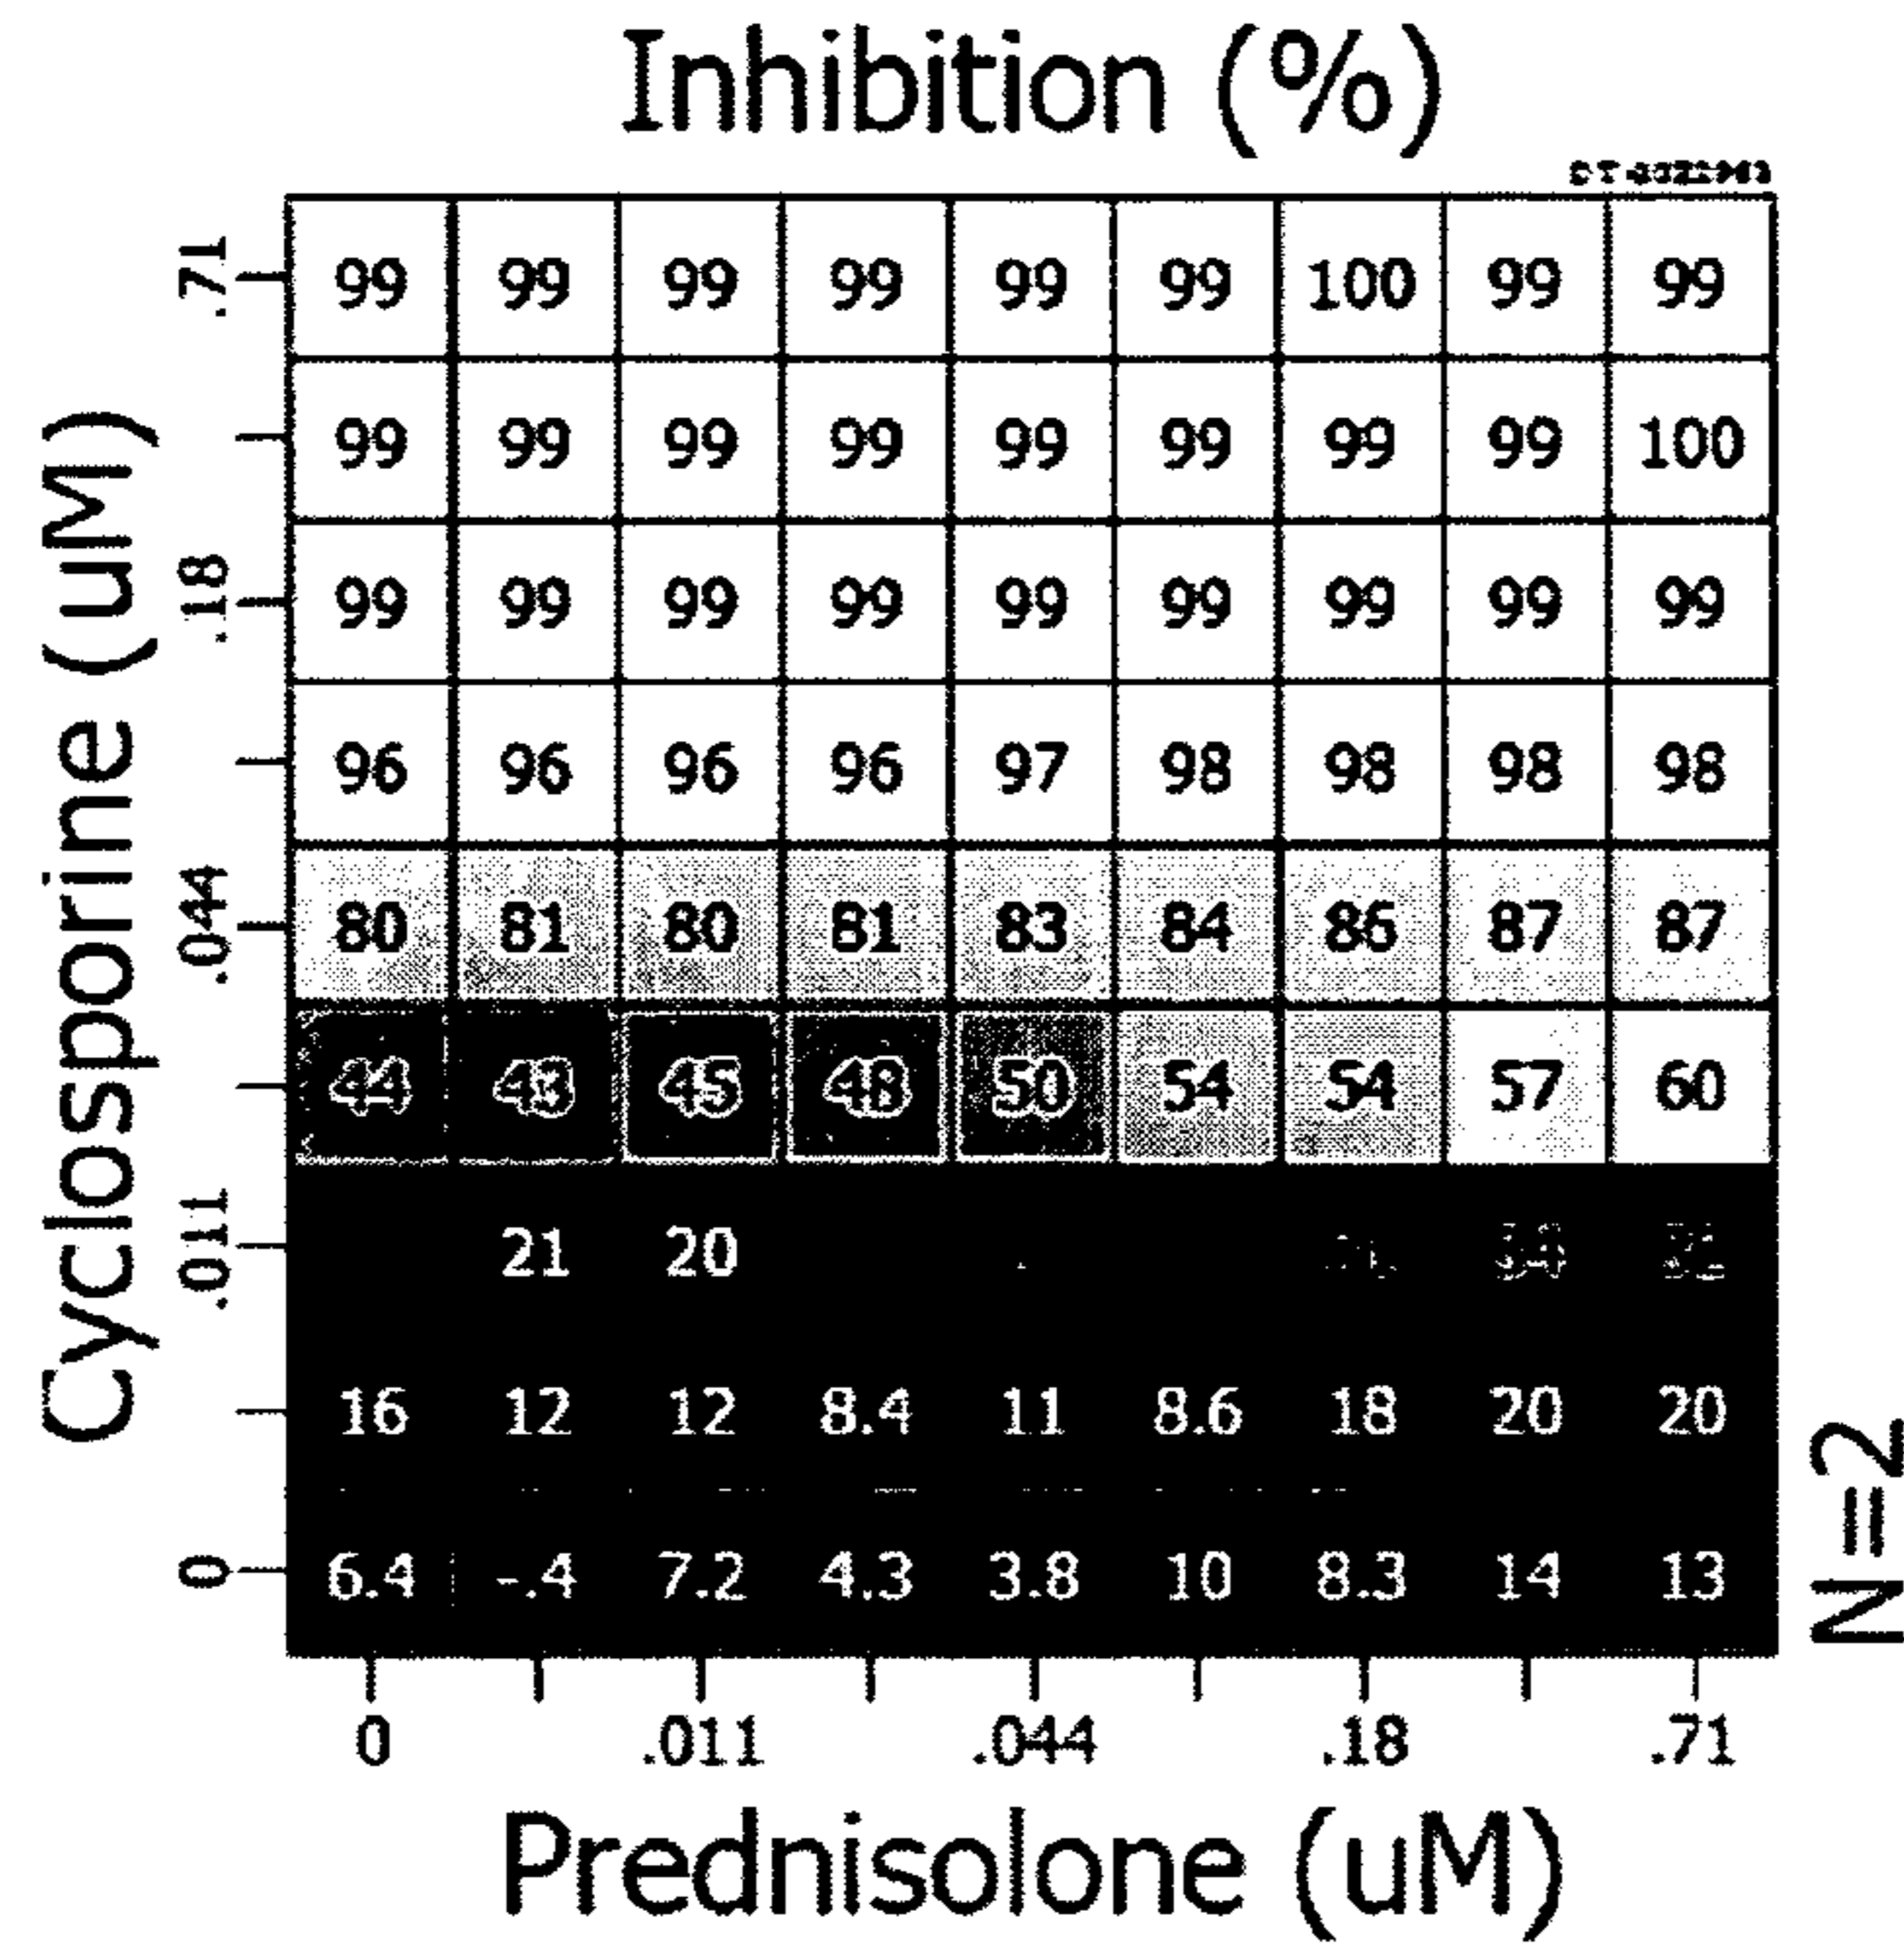 Inhibition (%)
.71 99 99 99 99 99 99 100 99 99
99 99 99 99 99 99 99 99 100
.18 99 99 99 99 99 99 99 99 99
96 96 96 96 97 98 98 98 98
.044 80 81 80 81 83 84 86 87 87
44 43 45 48 50 54 54 57 60
.011 21 20 34
16 12 12 8.4 11 8.6 18 20 20
0 6.4 -.4 7.2 4.3 3.8 10 8.3 14 13
0 .011 .044 .18 .71
Prednisolone (uM)
Cyclosporine (uM)
N=2